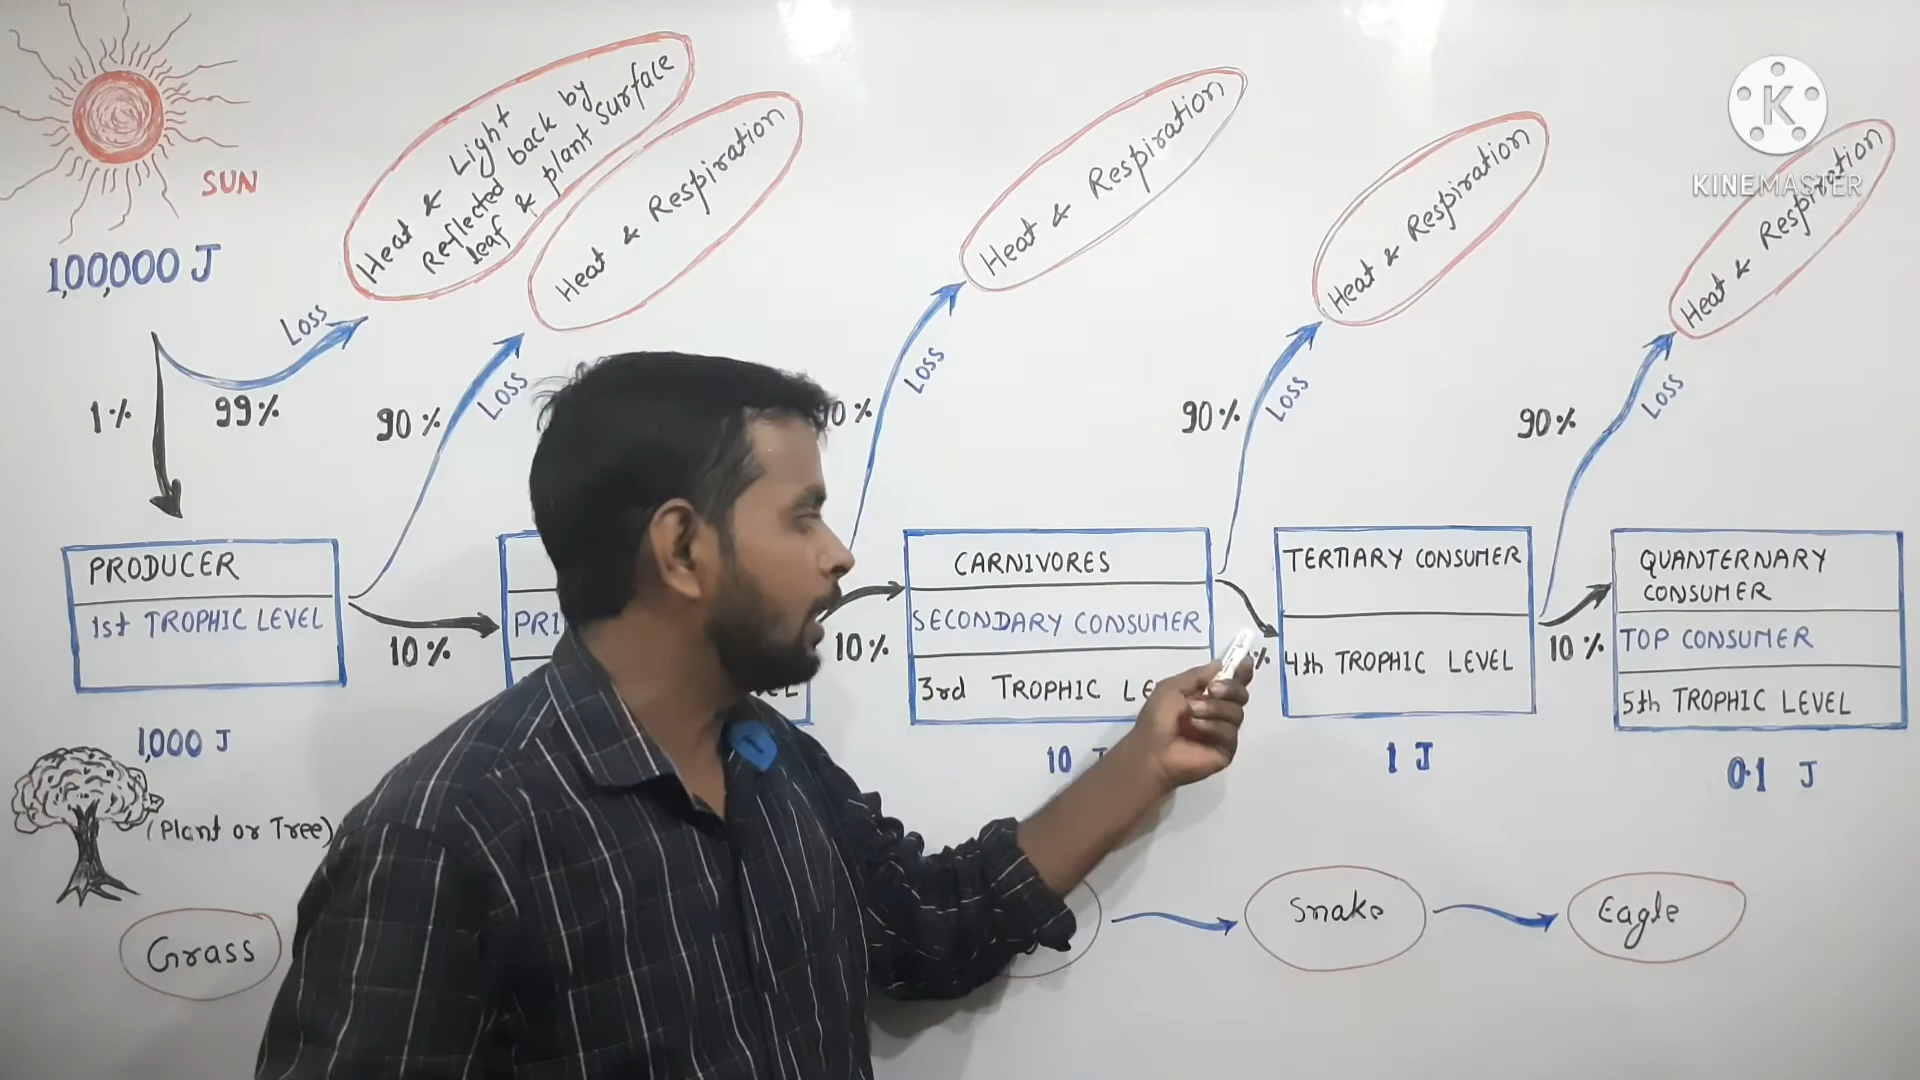 SUN
1,00,000 J
Heat & Light
Reflected back by
leaf & plant surface
Heat & Respiration
Heat & Respiration
Heat & Respiration
Heat & Respiration
K
KINEMASTER
Loss
1%
99%
90%
Loss
Loss
90%
Loss
90%
Loss
PRODUCER
1st TROPHIC LEVEL
10%
1,000 J
(Plant or Tree)
10%
CARNIVORES
SECONDARY CONSUMER
3rd TROPHIC
10
TERTIARY CONSUMER
4th TROPHIC LEVEL
1 J
10%
QUANTERNARY
CONSUMER
TOP CONSUMER
5th TROPHIC LEVEL
0.1 J
Grass
Snake
Eagle